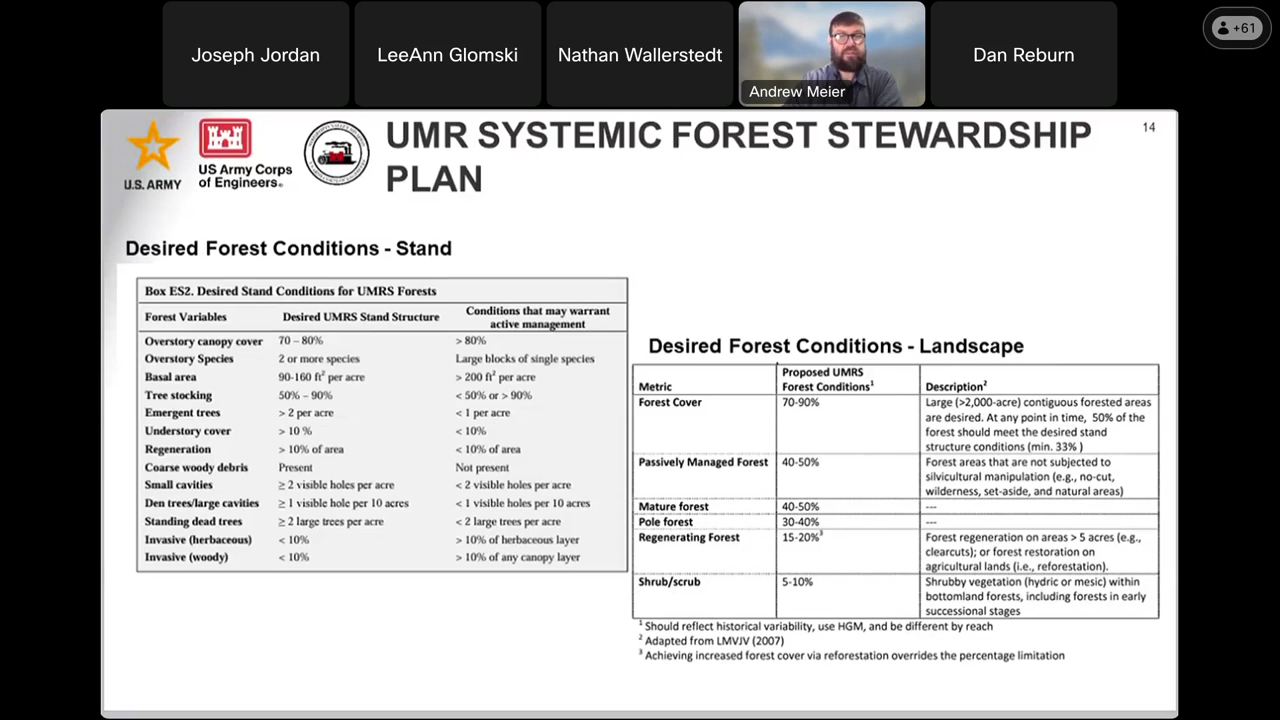 Joseph Jordan
LeeAnn Glomski
Nathan Wallerstedt
Andrew Meier
Dan Reburn
+61
U.S. ARMY
US Army Corps
of Engineers®
UMR SYSTEMIC FOREST STEWARDSHIP
PLAN
14
Desired Forest Conditions - Stand
Box ES2. Desired Stand Conditions for UMRS Forests
Forest Variables Desired UMRS Stand Structure Conditions that may warrant
active management
Overstory canopy cover 70 – 80% > 80%
Overstory Species 2 or more species Large blocks of single species
Basal area 90-160 ft² per acre > 200 ft² per acre
Tree stocking 50% – 90% < 50% or > 90%
Emergent trees > 2 per acre < 1 per acre
Understory cover > 10 % < 10%
Regeneration > 10% of area < 10% of area
Coarse woody debris Present Not present
Small cavities ≥ 2 visible holes per acre < 2 visible holes per acre
Den trees/large cavities ≥ 1 visible hole per 10 acres < 1 visible holes per 10 acres
Standing dead trees ≥ 2 large trees per acre < 2 large trees per acre
Invasive (herbaceous) < 10% > 10% of herbaceous layer
Invasive (woody) < 10% > 10% of any canopy layer
Desired Forest Conditions - Landscape
Metric Proposed UMRS
Forest Conditions¹ Description²
Forest Cover 70-90% Large (>2,000-acre) contiguous forested areas
are desired. At any point in time, 50% of the
forest should meet the desired stand
structure conditions (min. 33% )
Passively Managed Forest 40-50% Forest areas that are not subjected to
silvicultural manipulation (e.g., no-cut,
wilderness, set-aside, and natural areas)
Mature forest 40-50% ---
Pole forest 30-40% ---
Regenerating Forest 15-20%³ Forest regeneration on areas > 5 acres (e.g.,
clearcuts); or forest restoration on
agricultural lands (i.e., reforestation).
Shrub/scrub 5-10% Shrubby vegetation (hydric or mesic) within
bottomland forests, including forests in early
successional stages
¹ Should reflect historical variability, use HGM, and be different by reach
² Adapted from LMVJV (2007)
³ Achieving increased forest cover via reforestation overrides the percentage limitation